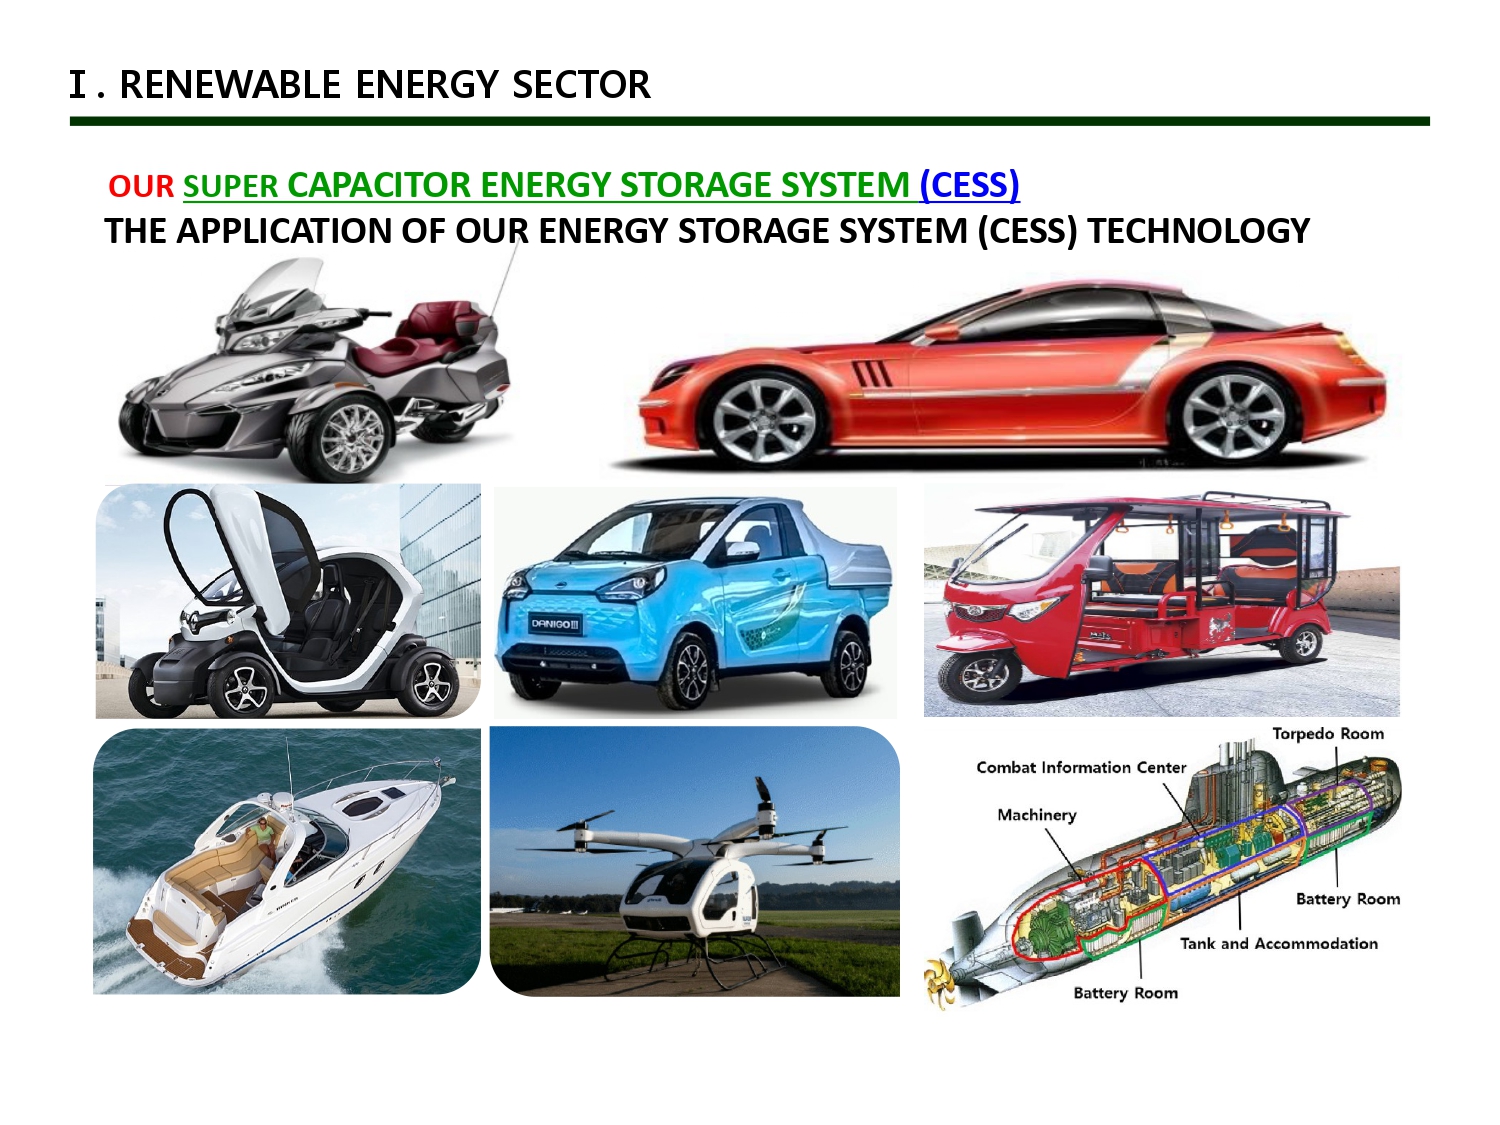 I . RENEWABLE ENERGY SECTOR
OUR SUPER CAPACITOR ENERGY STORAGE SYSTEM (CESS)
THE APPLICATION OF OUR ENERGY STORAGE SYSTEM (CESS) TECHNOLOGY
DANIGO!!!
Torpedo Room
Combat Information Center
Machinery
Battery Room
Tank and Accommodation
Battery Room